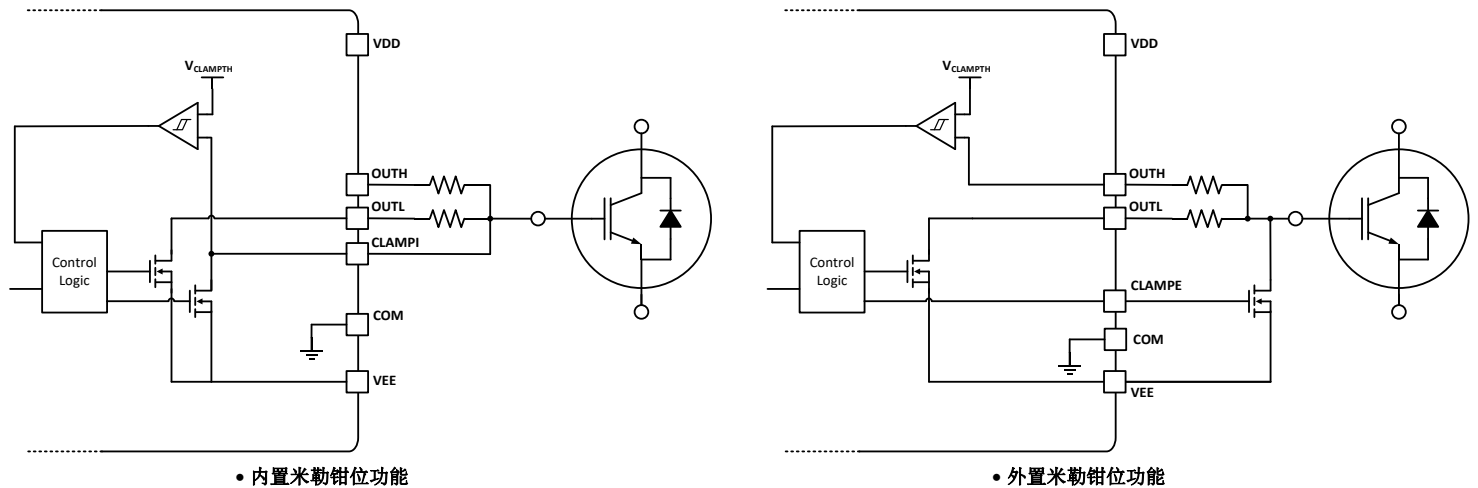 VDD
VCLAMPTH
OUTH
OUTL
CLAMPI
Control
Logic
COM
VEE
• 内置米勒钳位功能
VDD
VCLAMPTH
OUTH
OUTL
Control
Logic
CLAMPE
COM
VEE
• 外置米勒钳位功能